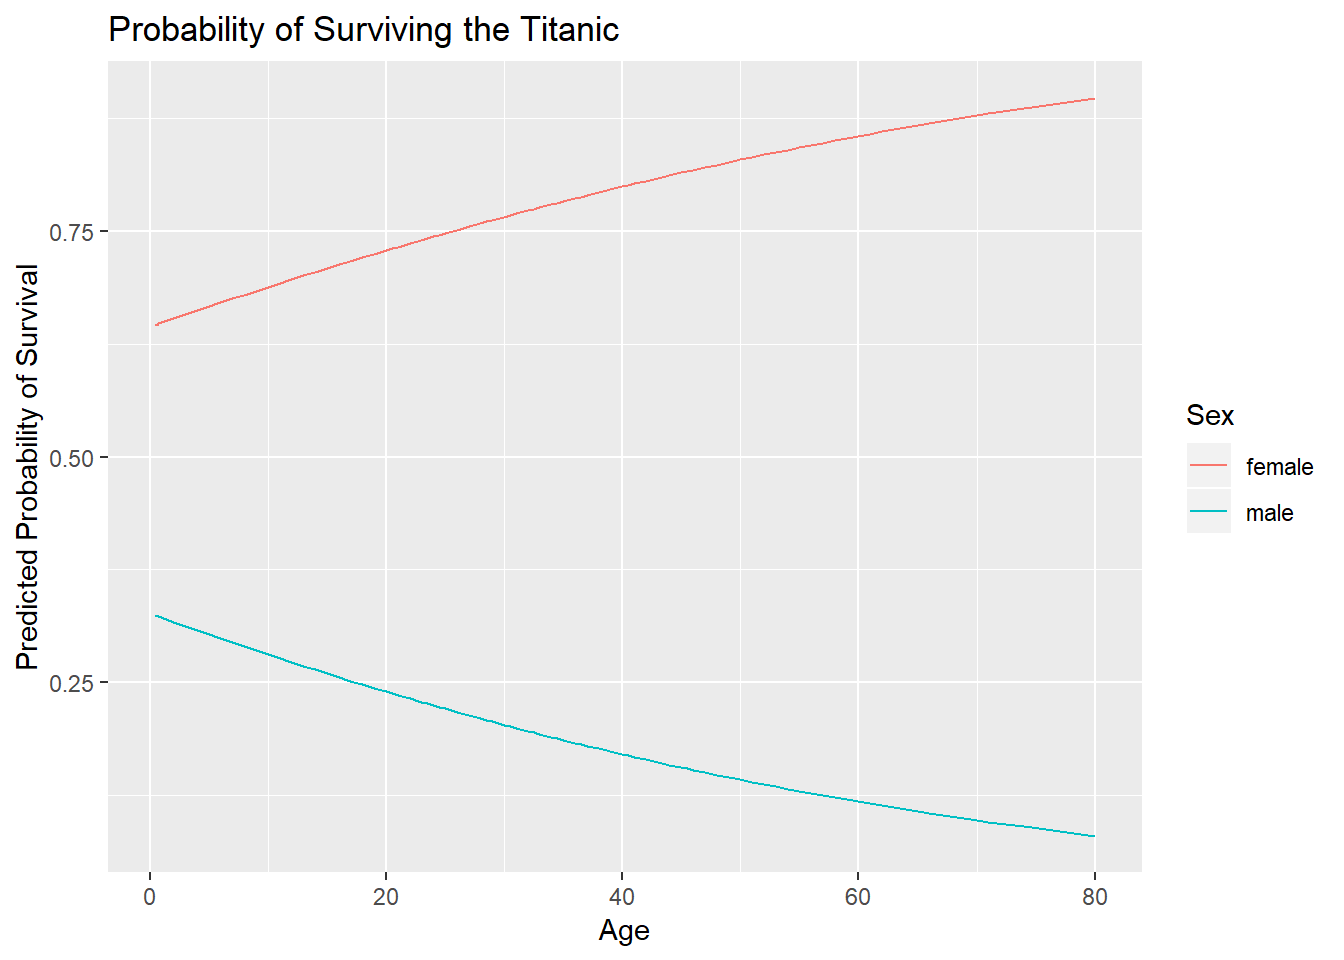 Probability of Surviving the Titanic
Predicted Probability of Survival
0.75
0.50
0.25
0 20 40 60 80
Age
Sex
female
male